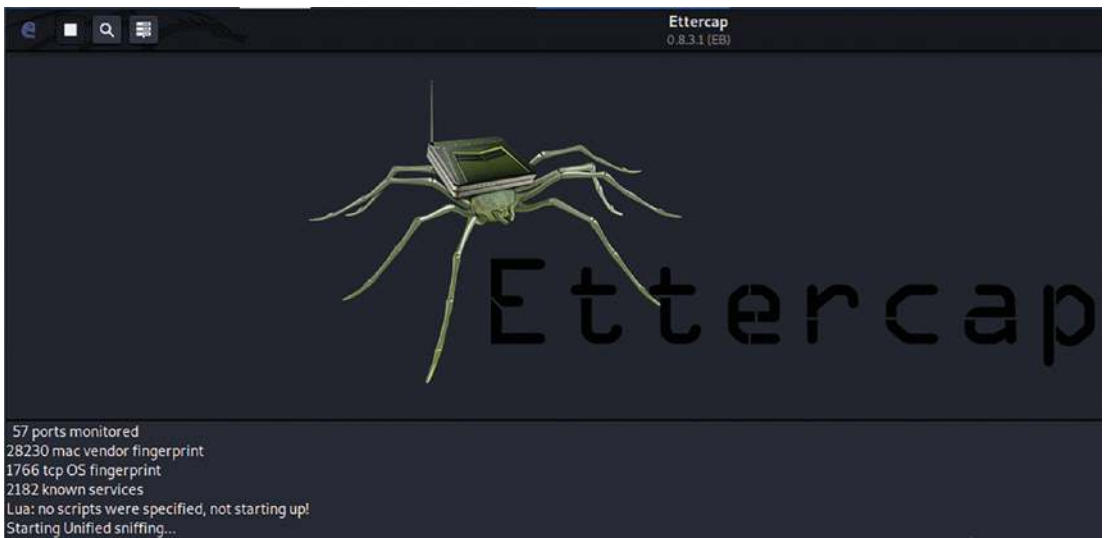 Ettercap
0.8.3.1 (EB)
Ettercap
57 ports monitored
28230 mac vendor fingerprint
1766 tcp OS fingerprint
2182 known services
Lua: no scripts were specified, not starting up!
Starting Unified sniffing...